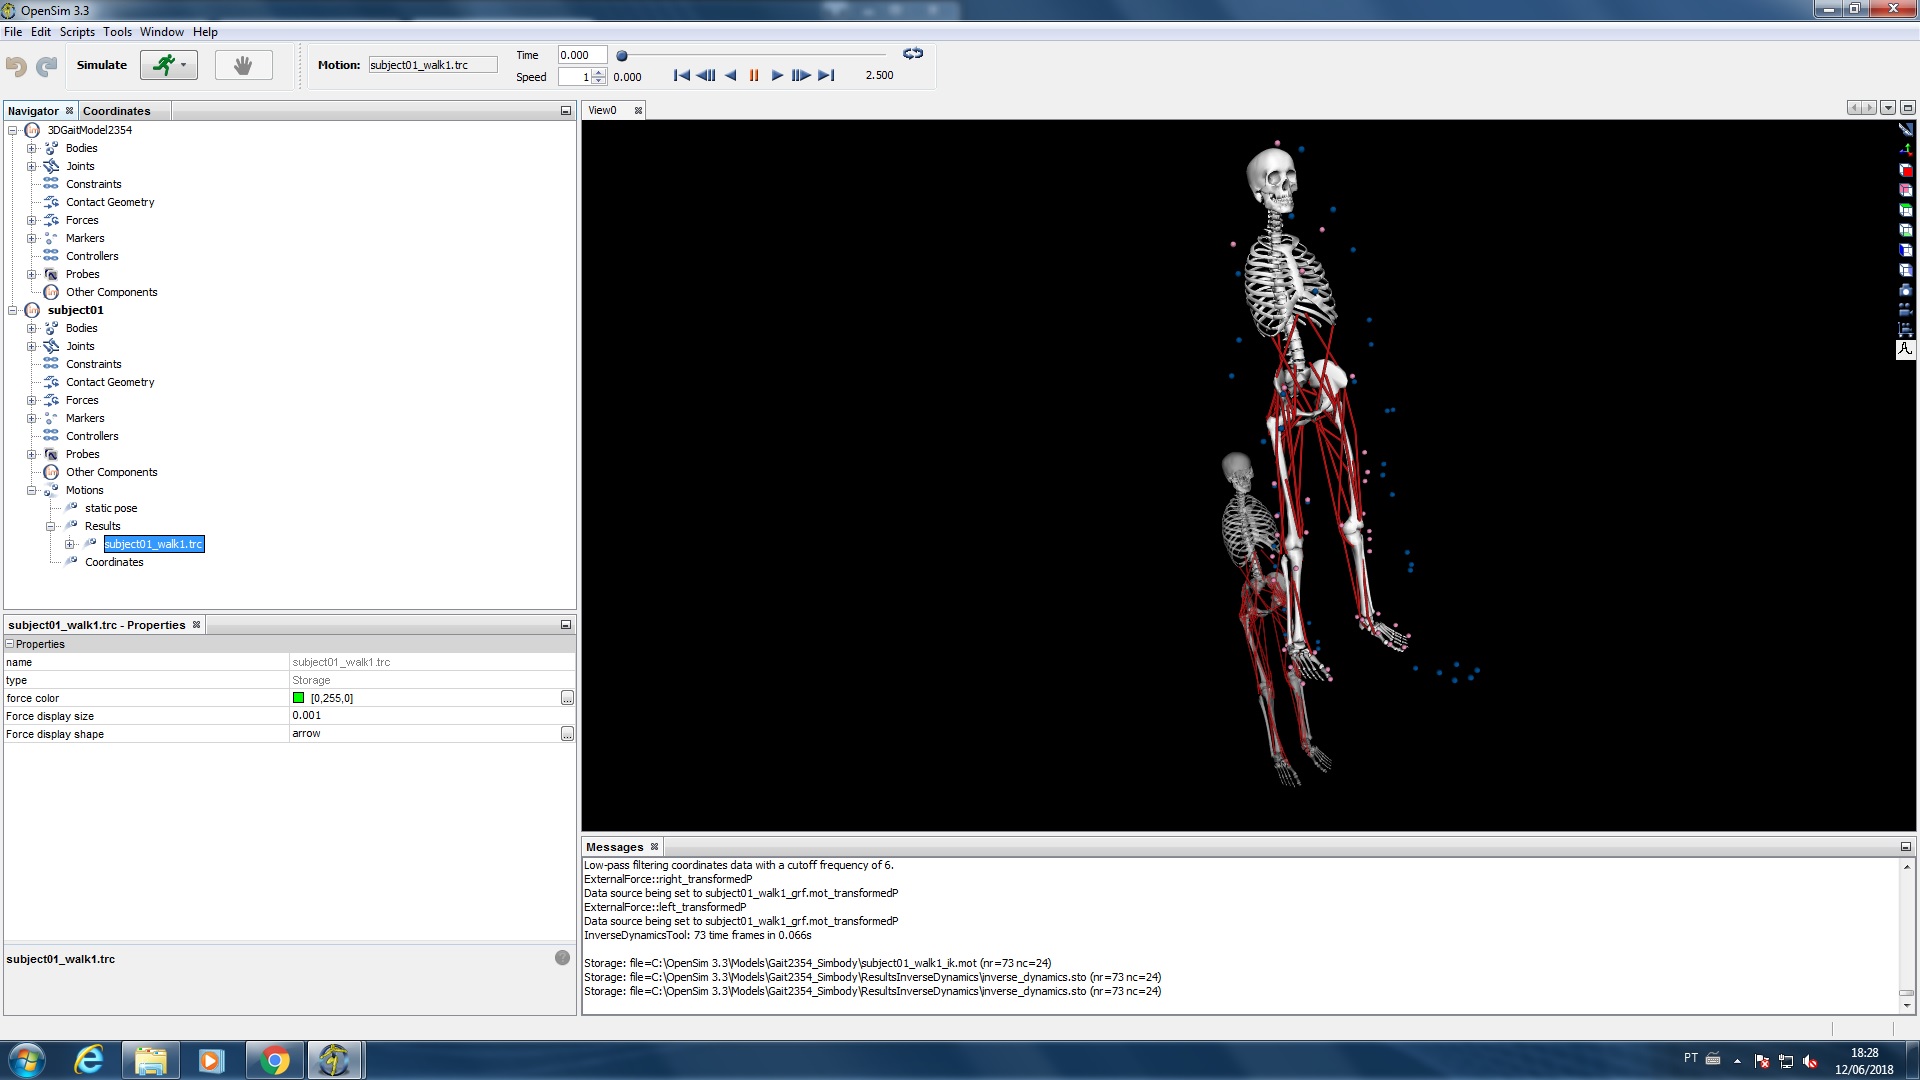 OpenSim 3.3
File Edit Scripts Tools Window Help
Simulate
Motion: subject01_walk1.trc
Time 0.000
Speed 1 0.000 2.500
Navigator Coordinates
3DGaitModel2354
Bodies
Joints
Constraints
Contact Geometry
Forces
Markers
Controllers
Probes
Other Components
subject01
Bodies
Joints
Constraints
Contact Geometry
Forces
Markers
Controllers
Probes
Other Components
Motions
static pose
Results
subject01_walk1.trc
Coordinates
subject01_walk1.trc - Properties
Properties
name subject01_walk1.trc
type Storage
force color [0,255,0] ...
Force display size 0.001
Force display shape arrow ...
subject01_walk1.trc
?
View0
Messages
Low-pass filtering coordinates data with a cutoff frequency of 6.
ExternalForce::right_transformedP
Data source being set to subject01_walk1_grf.mot_transformedP
ExternalForce::left_transformedP
Data source being set to subject01_walk1_grf.mot_transformedP
InverseDynamicsTool: 73 time frames in 0.066s
Storage: file=C:\OpenSim 3.3\Models\Gait2354_Simbody\subject01_walk1_ik.mot (nr=73 nc=24)
Storage: file=C:\OpenSim 3.3\Models\Gait2354_Simbody\ResultsInverseDynamics\inverse_dynamics.sto (nr=73 nc=24)
Storage: file=C:\OpenSim 3.3\Models\Gait2354_Simbody\ResultsInverseDynamics\inverse_dynamics.sto (nr=73 nc=24)
PT
18:28
12/06/2018